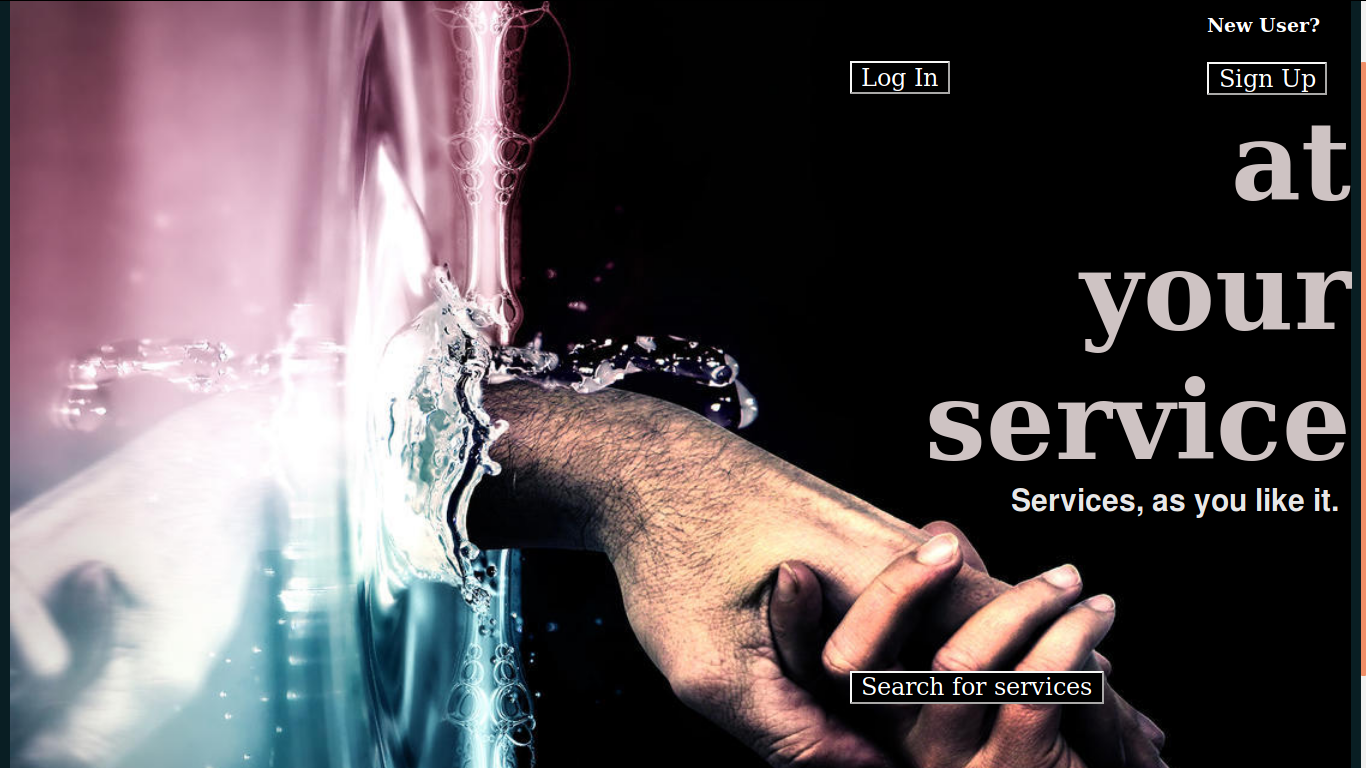 New User?
Log In
Sign Up
at
your
service
Services, as you like it.
Search for services